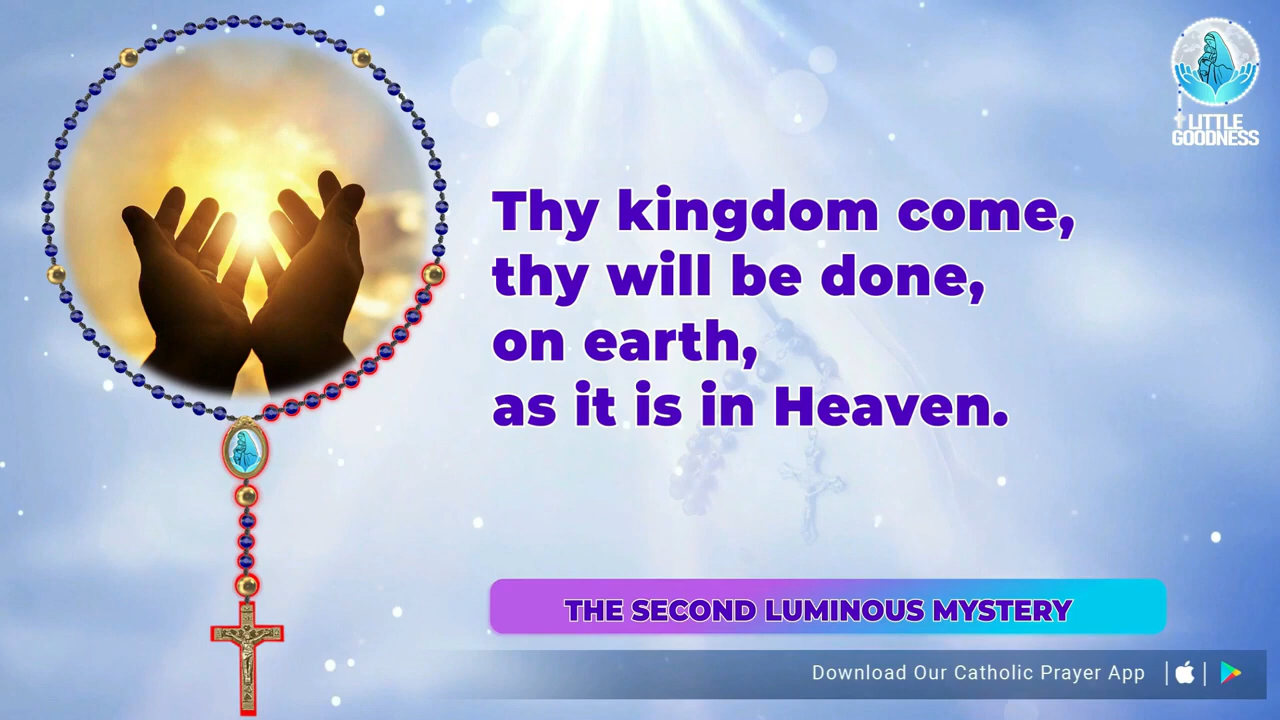 LITTLE
GOODNESS
Thy kingdom come,
thy will be done,
on earth,
as it is in Heaven.
THE SECOND LUMINOUS MYSTERY
Download Our Catholic Prayer App